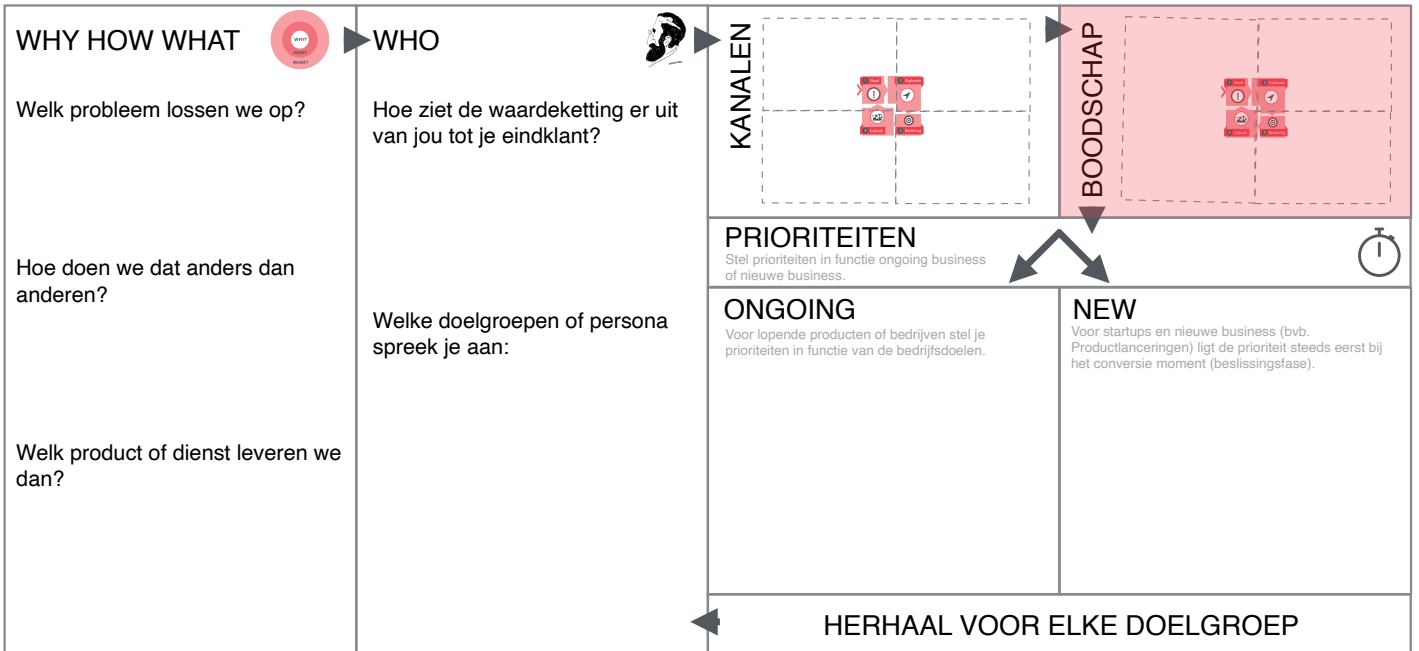 WHY HOW WHAT
WHY?
HOW?
WHAT?
Welk probleem lossen we op?
Hoe doen we dat anders dan
anderen?
Welk product of dienst leveren we
dan?
WHO
Hoe ziet de waardeketting er uit
van jou tot je eindklant?
Welke doelgroepen of persona
spreek je aan:
KANALEN
BOODSCHAP
PRIORITEITEN
Stel prioriteiten in functie ongoing business
of nieuwe business.
ONGOING
Voor lopende producten of bedrijven stel je
prioriteiten in functie van de bedrijfsdoelen.
NEW
Voor startups en nieuwe business (bvb.
Productlanceringen) ligt de prioriteit steeds eerst bij
het conversie moment (beslissingsfase).
HERHAAL VOOR ELKE DOELGROEP